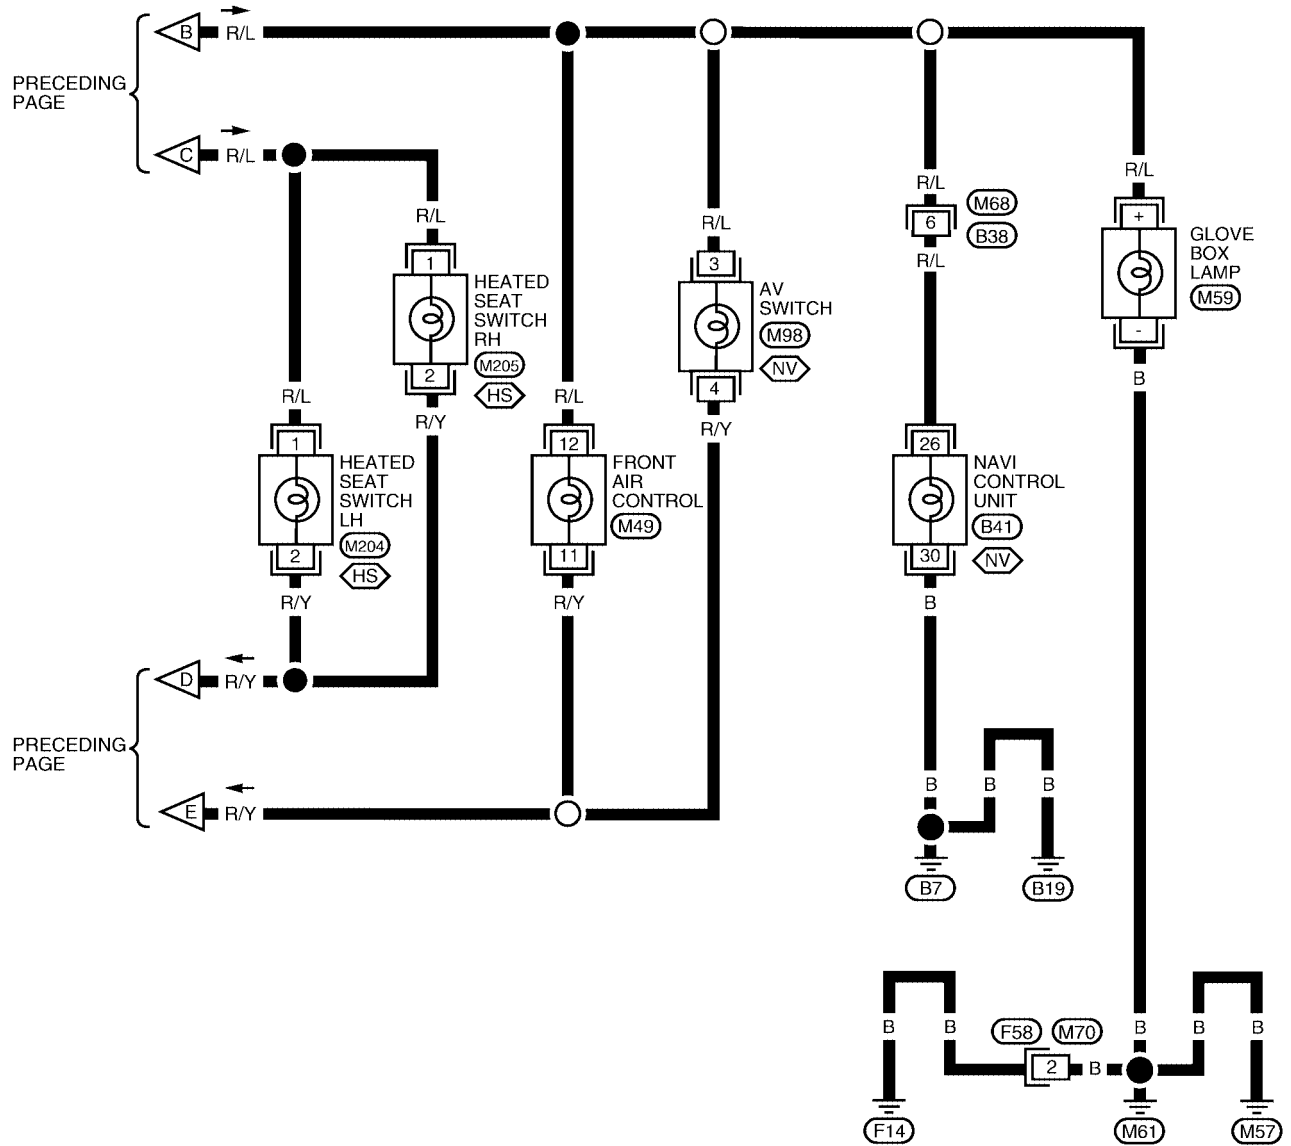 B R/L
PRECEDING
PAGE
C R/L
R/L
R/L
M68
6
B38
R/L
R/L
+
GLOVE
BOX
LAMP
M59
-
B
R/L
1
HEATED
SEAT
SWITCH
RH
M205
2
HS
R/Y
R/L
3
AV
SWITCH
M98
NV
4
R/Y
R/L
1
HEATED
SEAT
SWITCH
LH
M204
2
HS
R/Y
R/L
12
FRONT
AIR
CONTROL
M49
11
R/Y
26
NAVI
CONTROL
UNIT
B41
30
NV
B
D R/Y
PRECEDING
PAGE
E R/Y
B B B
B7 B19
B B F58 M70 B B B
2 B
F14 M61 M57